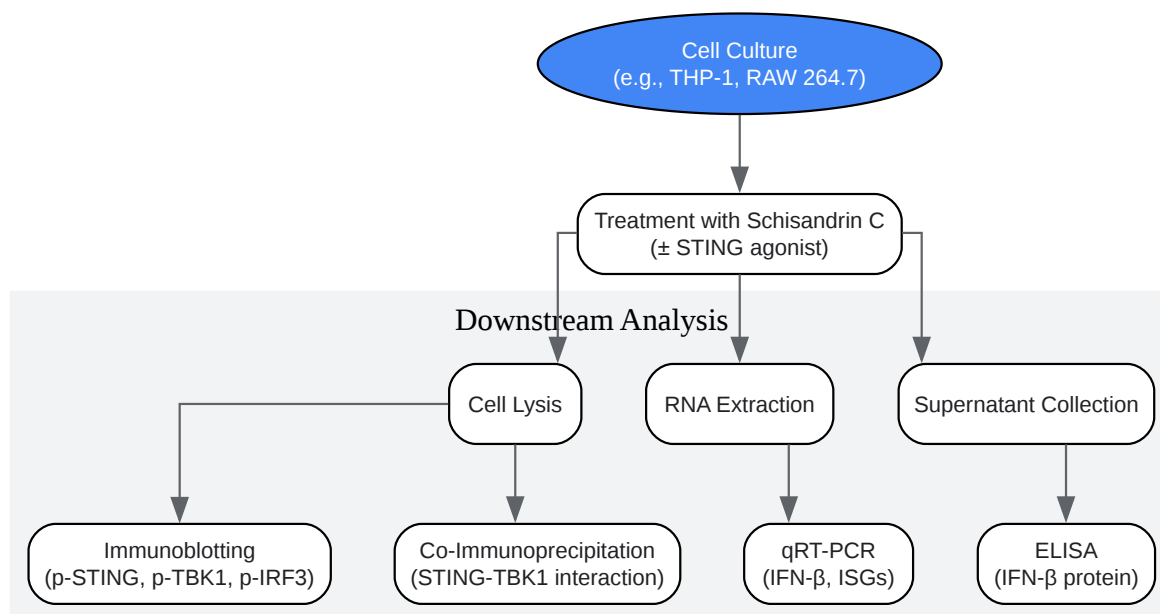 Cell Culture
(e.g., THP-1, RAW 264.7)
Treatment with Schisandrin C
(± STING agonist)
Downstream Analysis
Cell Lysis
RNA Extraction
Supernatant Collection
Immunoblotting
(p-STING, p-TBK1, p-IRF3)
Co-Immunoprecipitation
(STING-TBK1 interaction)
qRT-PCR
(IFN-β, ISGs)
ELISA
(IFN-β protein)